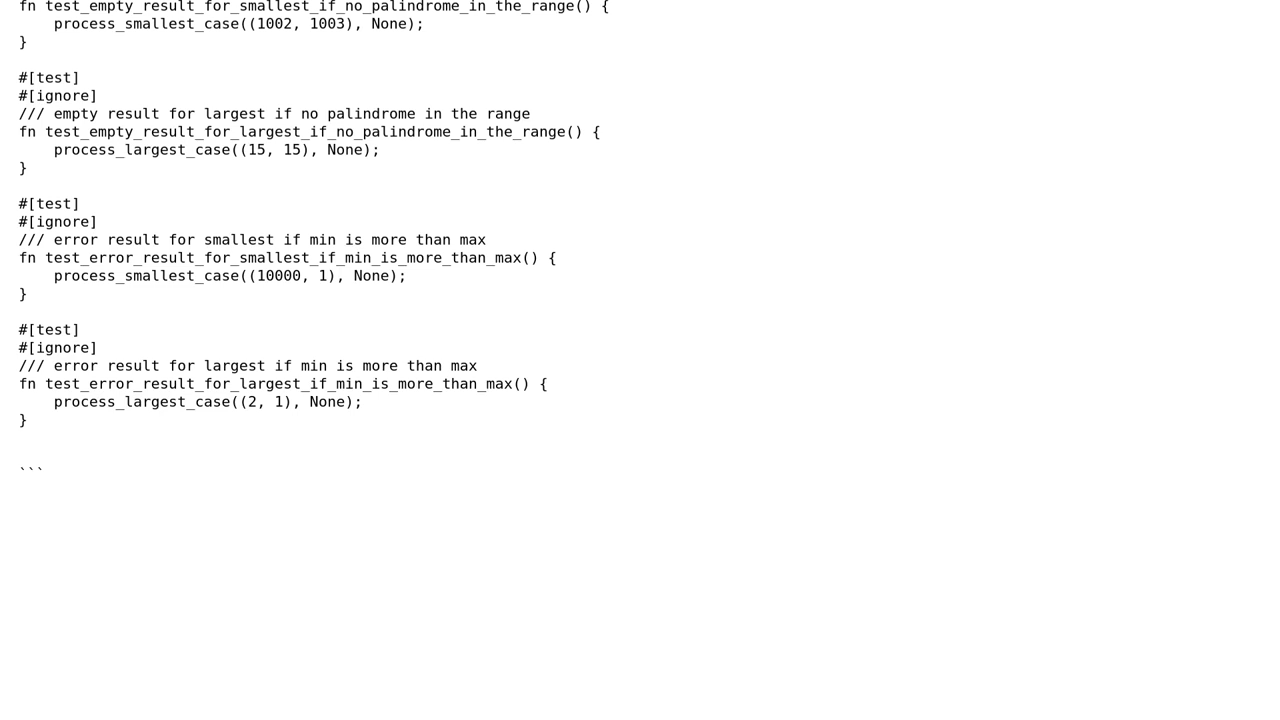 fn test_empty_result_for_smallest_if_no_palindrome_in_the_range() {
    process_smallest_case((1002, 1003), None);
}

#[test]
#[ignore]
/// empty result for largest if no palindrome in the range
fn test_empty_result_for_largest_if_no_palindrome_in_the_range() {
    process_largest_case((15, 15), None);
}

#[test]
#[ignore]
/// error result for smallest if min is more than max
fn test_error_result_for_smallest_if_min_is_more_than_max() {
    process_smallest_case((10000, 1), None);
}

#[test]
#[ignore]
/// error result for largest if min is more than max
fn test_error_result_for_largest_if_min_is_more_than_max() {
    process_largest_case((2, 1), None);
}

```